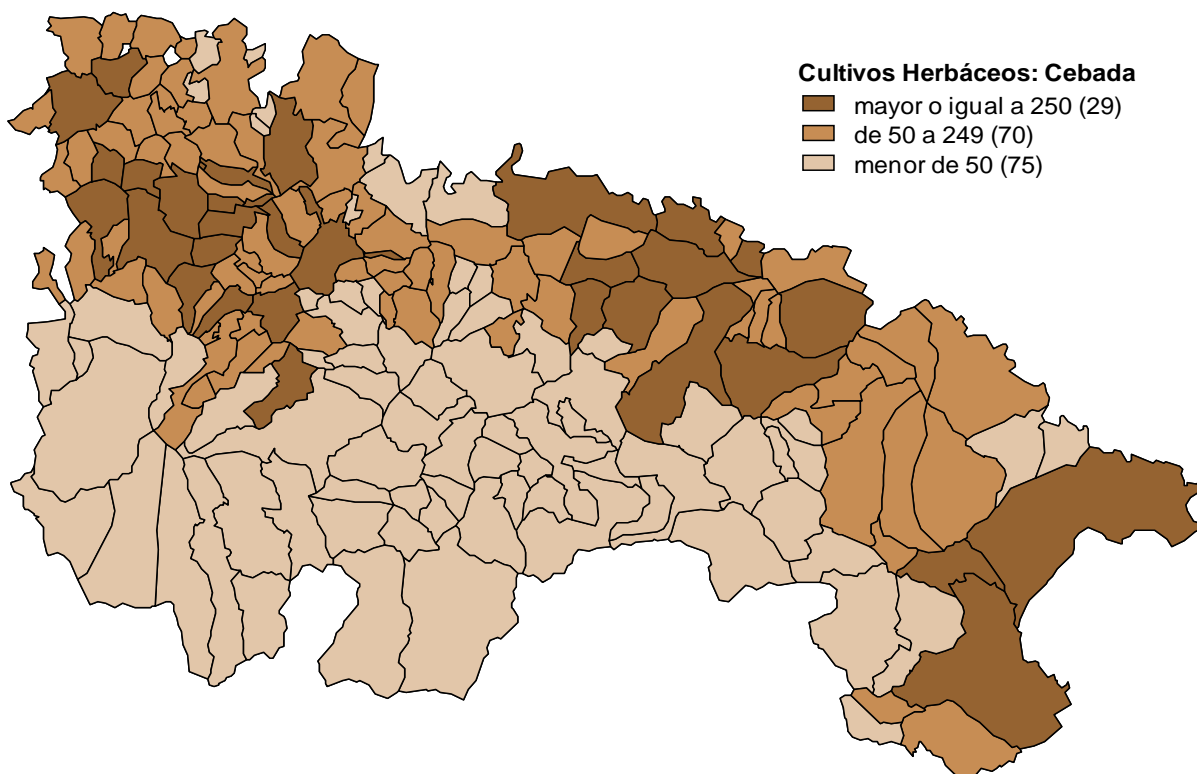 Cultivos Herbáceos: Cebada
mayor o igual a 250 (29)
de 50 a 249 (70)
menor de 50 (75)